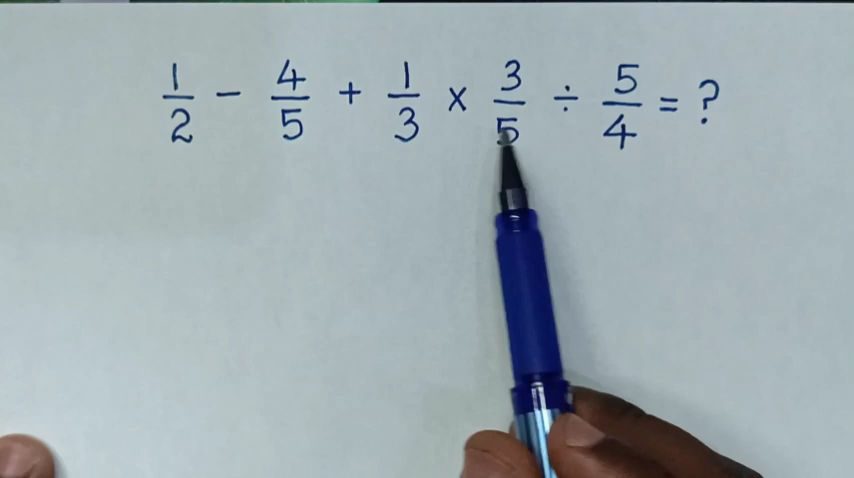 1/2 - 4/5 + 1/3 × 3/5 ÷ 5/4 = ?